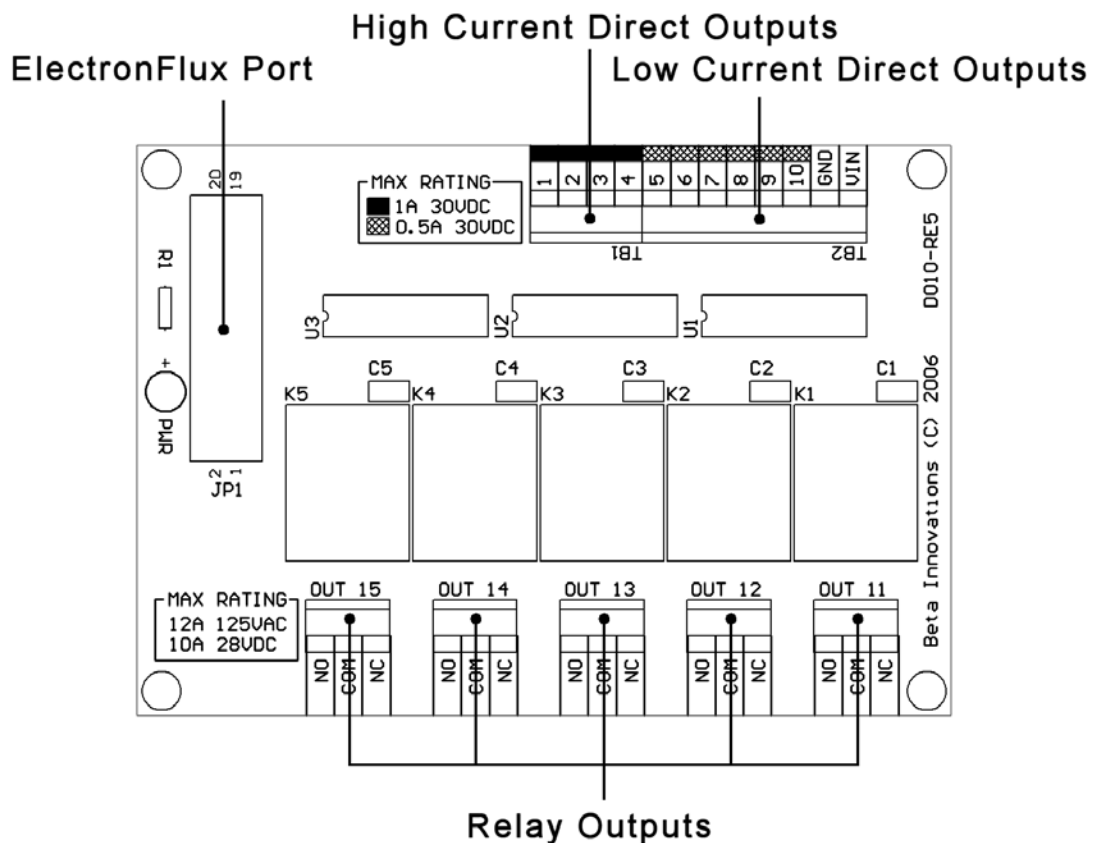 High Current Direct Outputs
ElectronFlux Port
Low Current Direct Outputs
20
19
MAX RATING
1A 30VDC
0.5A 30VDC
1
2
3
4
5
6
7
8
9
10
GND
VIN
TB1
TB2
R1
DO10-RE5
U3
U2
U1
+
PWR
C5
C4
C3
C2
C1
K5
K4
K3
K2
K1
2
1
JP1
Beta Innovations (C) 2006
MAX RATING
12A 125VAC
10A 28VDC
OUT 15
OUT 14
OUT 13
OUT 12
OUT 11
NO
COM
NC
NO
COM
NC
NO
COM
NC
NO
COM
NC
NO
COM
NC
Relay Outputs